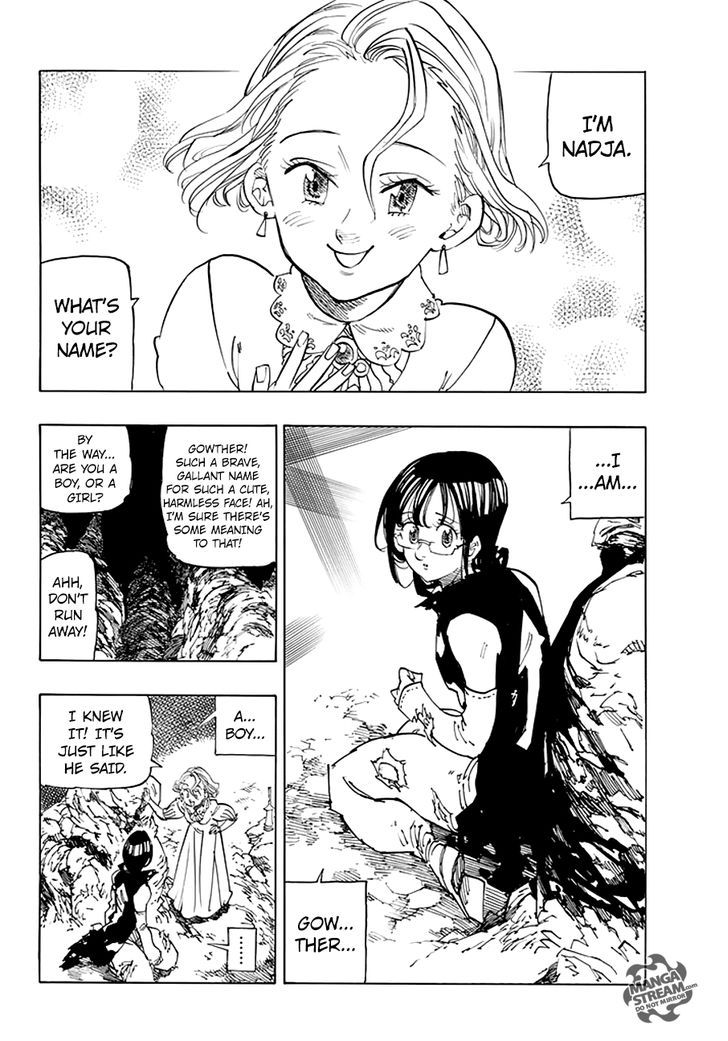 I'M
NADJA.
WHAT'S
YOUR
NAME?
...I
...AM...
GOW...
THER...
GOWTHER!
SUCH A BRAVE,
GALLANT NAME
FOR SUCH A CUTE,
HARMLESS FACE! AH,
I'M SURE THERE'S
SOME MEANING
TO THAT!
BY
THE WAY...
ARE YOU A
BOY, OR A
GIRL?
AHH,
DON'T
RUN
AWAY!
A...
BOY...
I KNEW
IT! IT'S
JUST LIKE
HE SAID.
......
MANGA
STREAM.com
DO NOT MIRROR